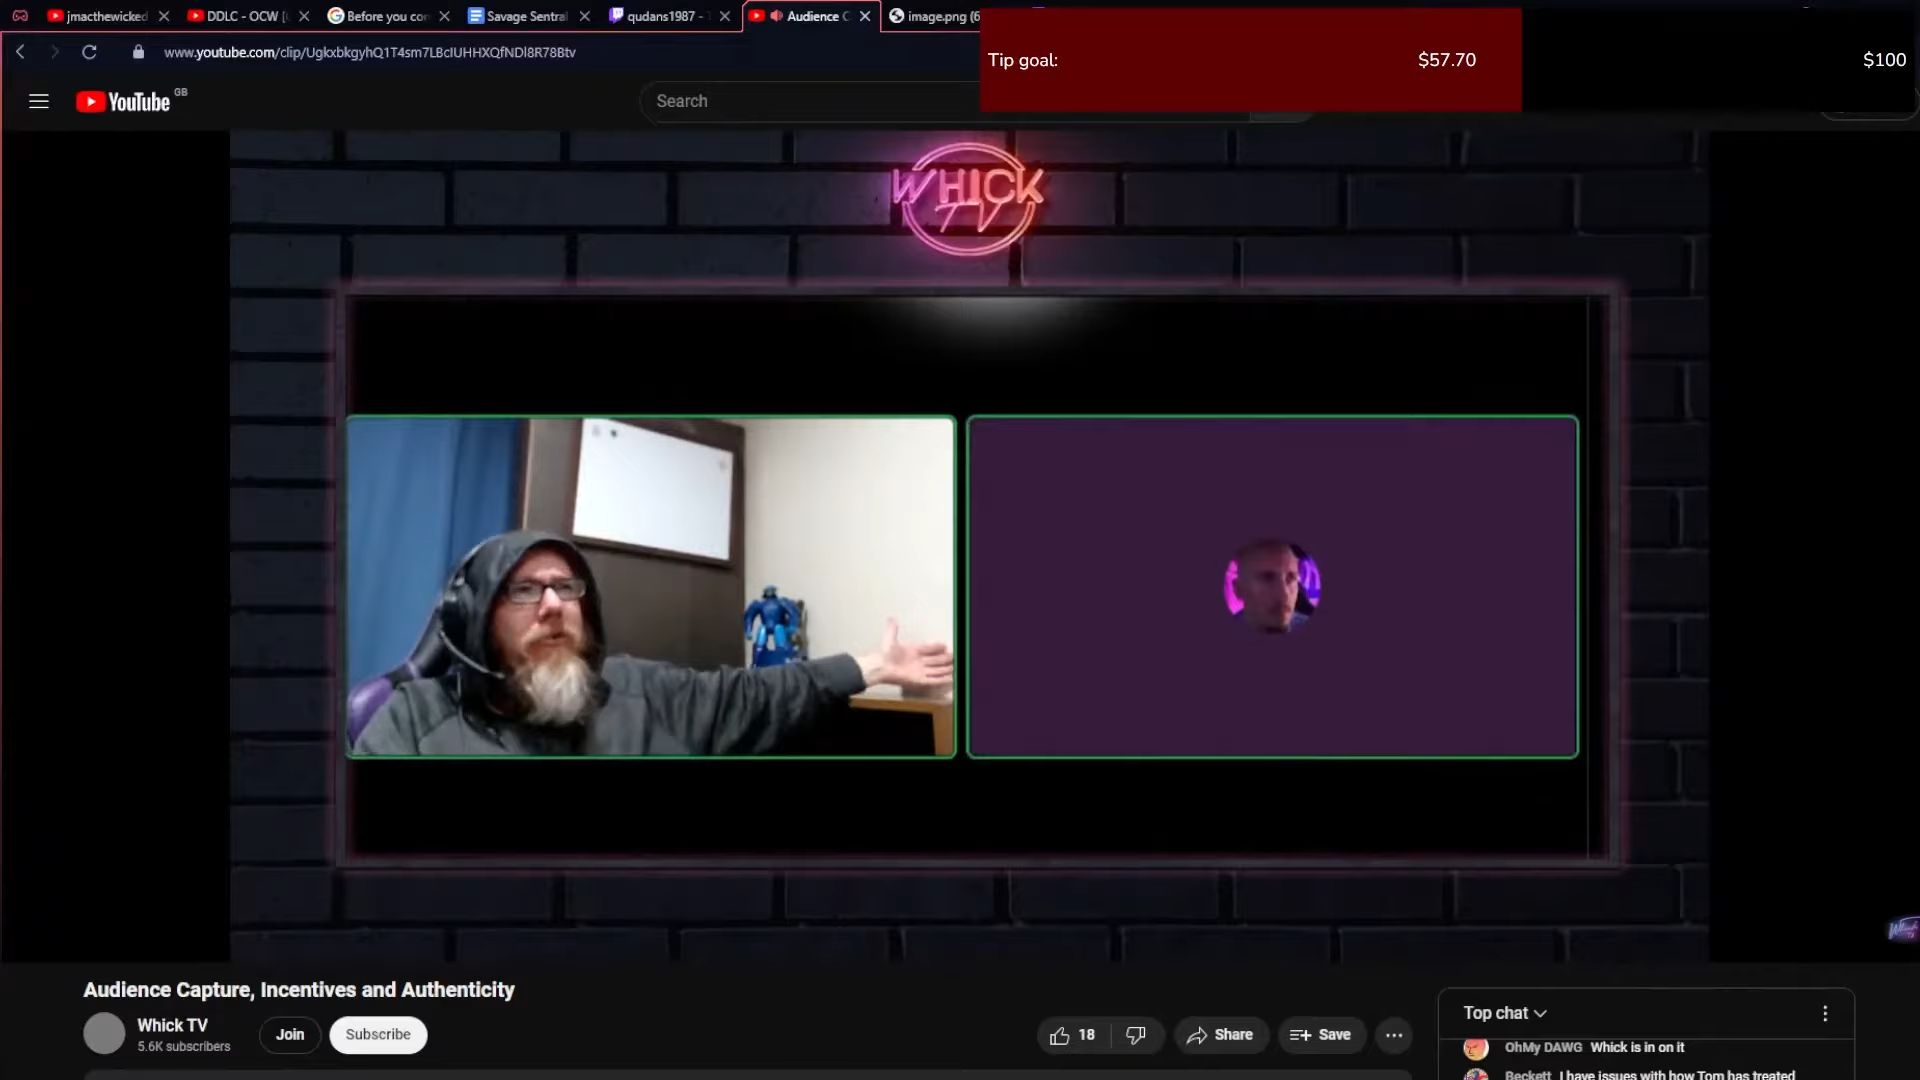 jmacthewicked
DDLC - OCW [
Before you con
Savage Sentral
qudans1987 - T
Audience C
image.png (6
www.youtube.com/clip/UgkxbkgyhQ1T4sm7LBclUHHXQfNDl8R78Btv
Tip goal: $57.70 $100
YouTube GB
Search
WHICK
TV
Audience Capture, Incentives and Authenticity
Whick TV
5.6K subscribers
Join
Subscribe
18
Share
Save
Top chat
OhMy DAWG Whick is in on it
Beckett I have issues with how Tom has treated